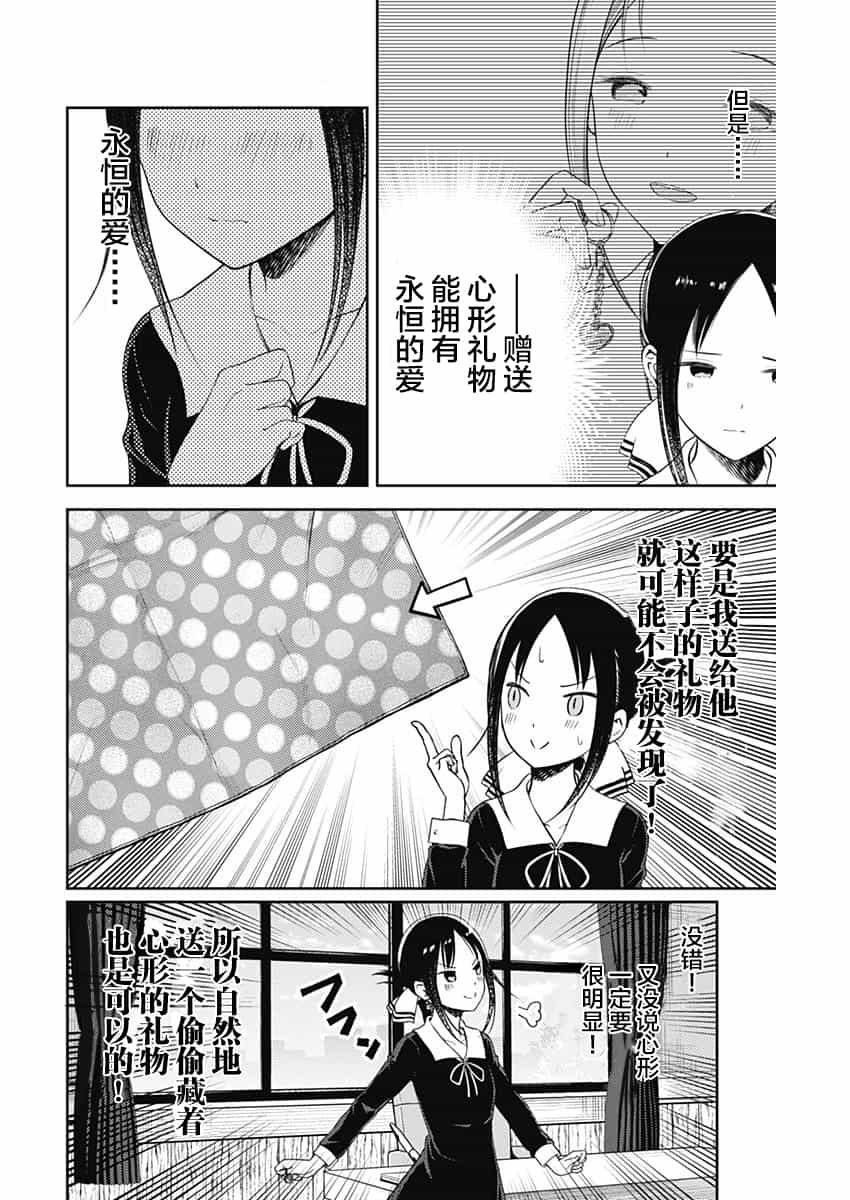 但是……
——赠送
心形礼物
能拥有
永恒的爱
永恒的爱……
要是我送给他
这样子的礼物
就可能不会被发现了！
没错！
又没说心形
一定要
很明显！
所以自然地
送一个偷偷藏着
心形的礼物
也是可以的！